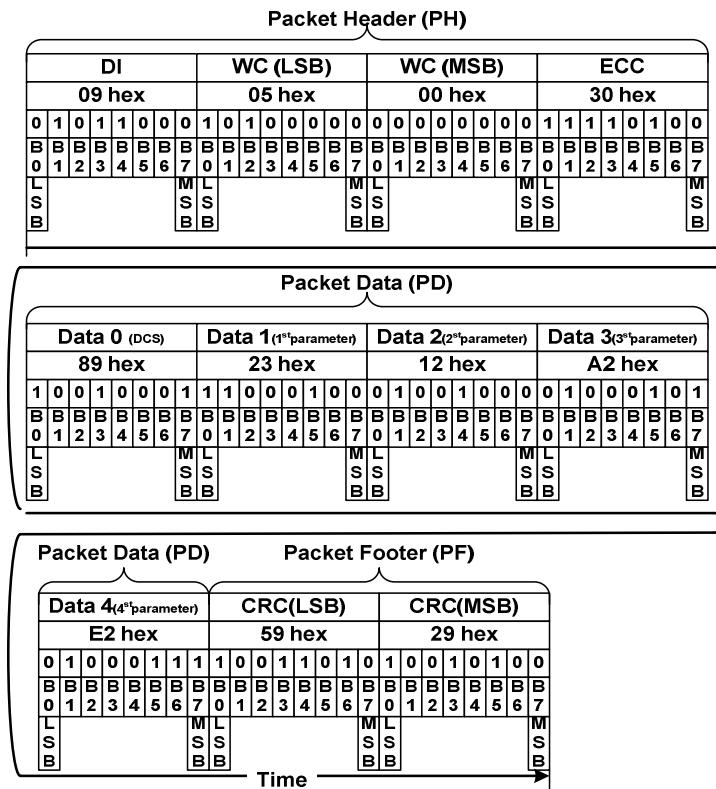 Packet Header (PH)
DI WC (LSB) WC (MSB) ECC
09 hex 05 hex 00 hex 30 hex
0 1 0 1 1 0 0 0 1 0 1 0 0 0 0 0 0 0 0 0 0 0 0 0 1 1 1 1 0 1 0 0
B0 B1 B2 B3 B4 B5 B6 B7 B0 B1 B2 B3 B4 B5 B6 B7 B0 B1 B2 B3 B4 B5 B6 B7 B0 B1 B2 B3 B4 B5 B6 B7
LSB MSB LSB MSB LSB MSB LSB MSB
Packet Data (PD)
Data 0 (DCS) Data 1(1stparameter) Data 2(2stparameter) Data 3(3stparameter)
89 hex 23 hex 12 hex A2 hex
1 0 0 1 0 0 0 1 1 1 0 0 0 1 0 0 0 1 0 0 1 0 0 0 0 1 0 0 0 1 0 1
B0 B1 B2 B3 B4 B5 B6 B7 B0 B1 B2 B3 B4 B5 B6 B7 B0 B1 B2 B3 B4 B5 B6 B7 B0 B1 B2 B3 B4 B5 B6 B7
LSB MSB LSB MSB LSB MSB LSB MSB
Packet Data (PD) Packet Footer (PF)
Data 4(4stparameter) CRC(LSB) CRC(MSB)
E2 hex 59 hex 29 hex
0 1 0 0 0 1 1 1 1 0 0 1 1 0 1 0 1 0 0 1 0 1 0 0
B0 B1 B2 B3 B4 B5 B6 B7 B0 B1 B2 B3 B4 B5 B6 B7 B0 B1 B2 B3 B4 B5 B6 B7
LSB MSB LSB MSB LSB MSB
Time